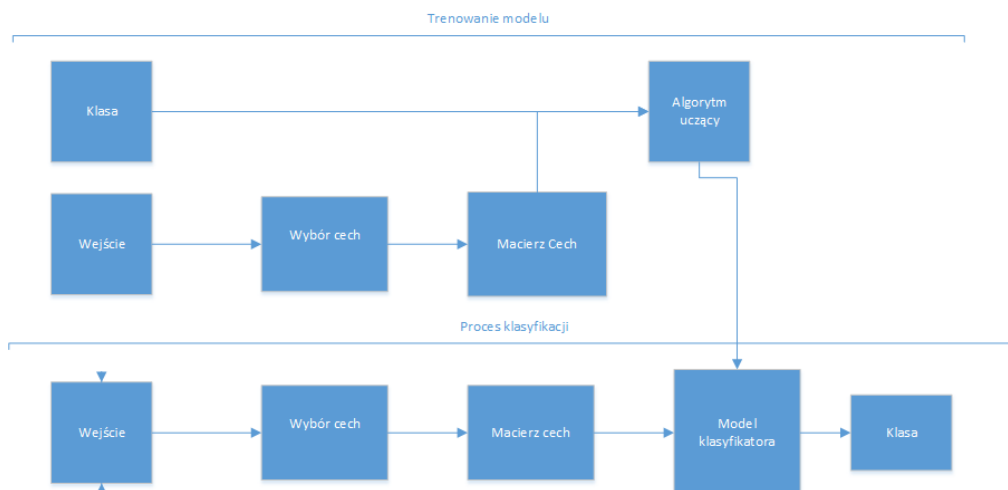 Trenowanie modelu
Klasa
Algorytm
uczący
Wejście
Wybór cech
Macierz Cech
Proces klasyfikacji
Wejście
Wybór cech
Macierz cech
Model
klasyfikatora
Klasa